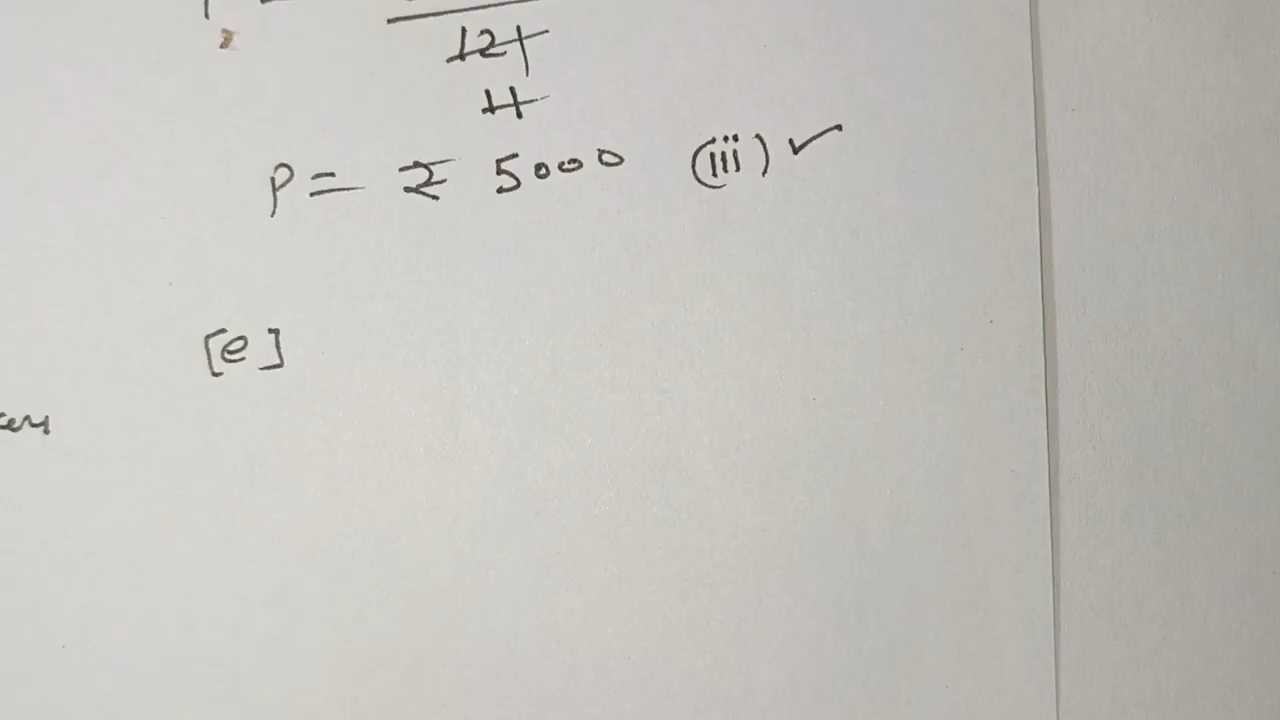 121
11
P = ₹ 5000 (iii) ✓
[e]